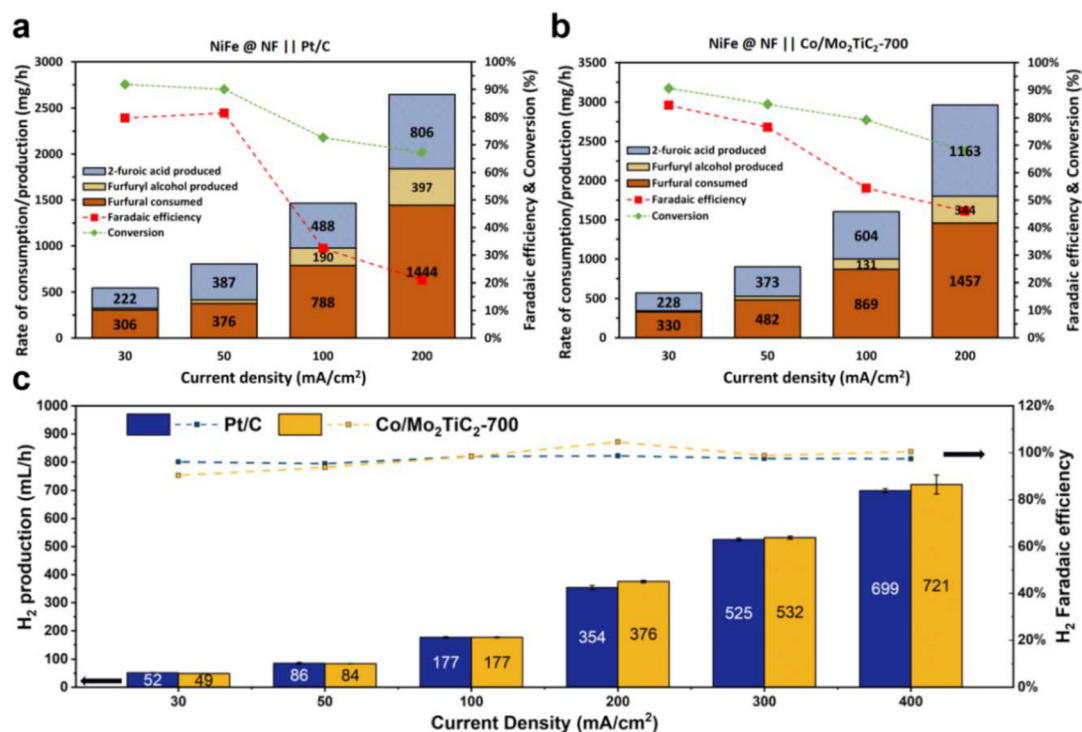 a
NiFe @ NF || Pt/C
Rate of consumption/production (mg/h)
3000
2500
2000
1500
1000
500
0
2-furoic acid produced
Furfuryl alcohol produced
Furfural consumed
Faradaic efficiency
Conversion
222
306
387
376
488
190
788
806
397
1444
100%
90%
80%
70%
60%
50%
40%
30%
20%
10%
0%
Faradaic efficiency & Conversion (%)
30 50 100 200
Current density (mA/cm²)
b
NiFe @ NF || Co/Mo₂TiC₂-700
Rate of consumption/production (mg/h)
3500
3000
2500
2000
1500
1000
500
0
2-furoic acid produced
Furfuryl alcohol produced
Furfural consumed
Faradaic efficiency
Conversion
228
330
373
482
604
131
869
1163
1457
100%
90%
80%
70%
60%
50%
40%
30%
20%
10%
0%
Faradaic efficiency & Conversion (%)
30 50 100 200
Current density (mA/cm²)
c
Pt/C
Co/Mo₂TiC₂-700
H₂ production (mL/h)
1000
900
800
700
600
500
400
300
200
100
0
52 49
86 84
177 177
354 376
525 532
699 721
120%
100%
80%
60%
40%
20%
0%
H₂ Faradaic efficiency
30 50 100 200 300 400
Current Density (mA/cm²)